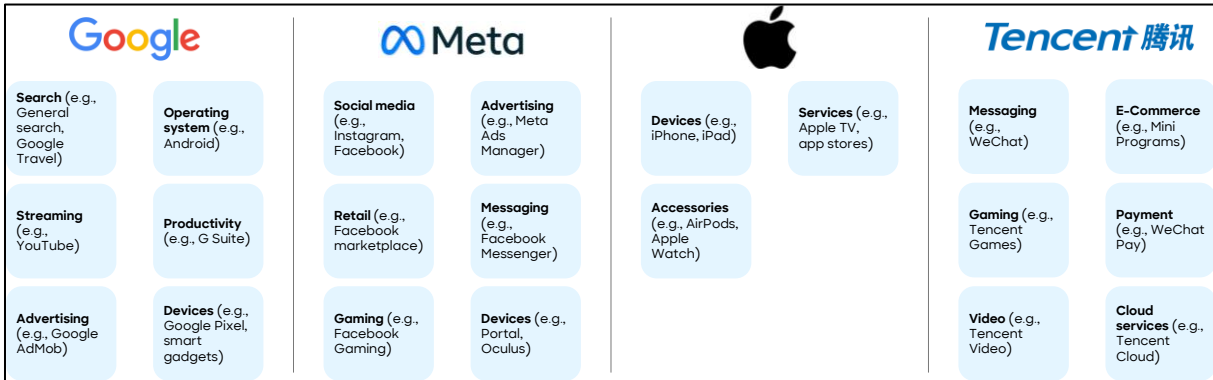 Google
Search (e.g.,
General
search,
Google
Travel)
Operating
system (e.g.,
Android)
Streaming
(e.g.,
YouTube)
Productivity
(e.g., G Suite)
Advertising
(e.g., Google
AdMob)
Devices (e.g.,
Google Pixel,
smart
gadgets)
Meta
Social media
(e.g.,
Instagram,
Facebook)
Advertising
(e.g., Meta
Ads
Manager)
Retail (e.g.,
Facebook
marketplace)
Messaging
(e.g.,
Facebook
Messenger)
Gaming (e.g.,
Facebook
Gaming)
Devices (e.g.,
Portal,
Oculus)
Devices (e.g.,
iPhone, iPad)
Services (e.g.,
Apple TV,
app stores)
Accessories
(e.g., AirPods,
Apple
Watch)
Tencent 腾讯
Messaging
(e.g.,
WeChat)
E-Commerce
(e.g., Mini
Programs)
Gaming (e.g.,
Tencent
Games)
Payment
(e.g., WeChat
Pay)
Video (e.g.,
Tencent
Video)
Cloud
services (e.g.,
Tencent
Cloud)